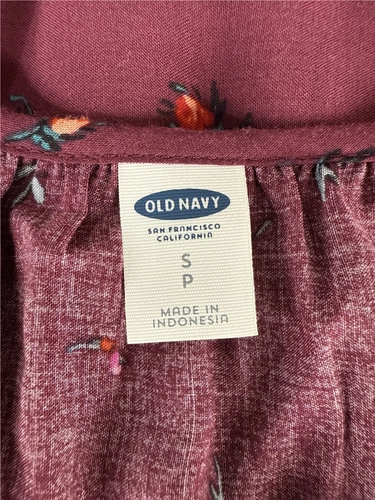 OLD NAVY
SAN FRANCISCO
CALIFORNIA
S
P
MADE IN
INDONESIA